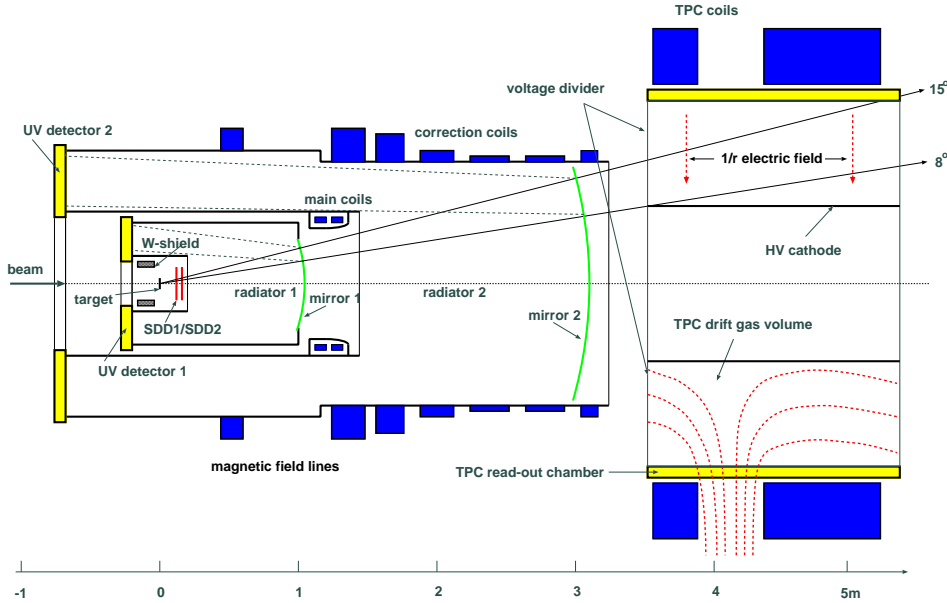 TPC coils
15°
voltage divider
UV detector 2
correction coils
1/r electric field
8°
main coils
W-shield
HV cathode
beam
target
radiator 1
mirror 1
radiator 2
SDD1/SDD2
mirror 2
TPC drift gas volume
UV detector 1
magnetic field lines
TPC read-out chamber
-1 0 1 2 3 4 5m